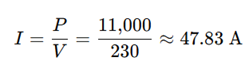 I = P/V = 11,000/230 ≈ 47.83 A